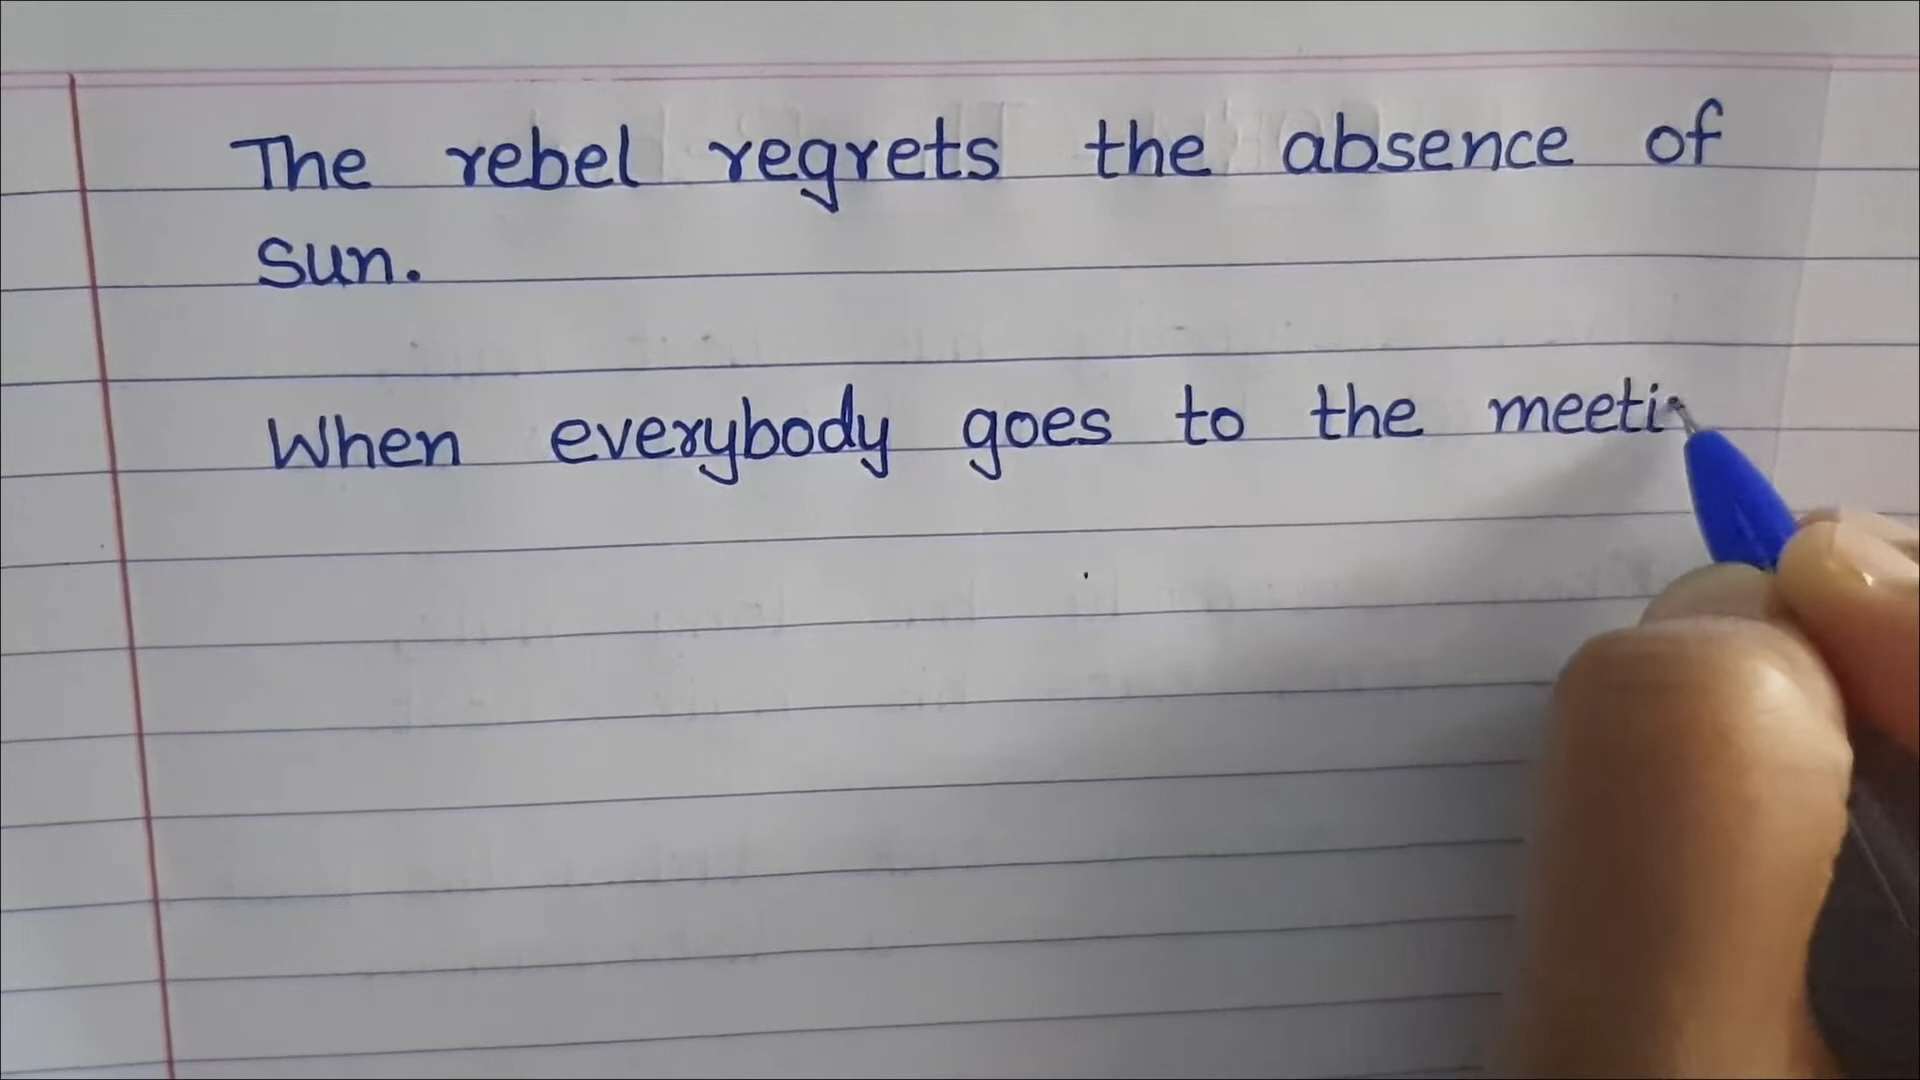 The rebel regrets the absence of
sun.
When everybody goes to the meeti